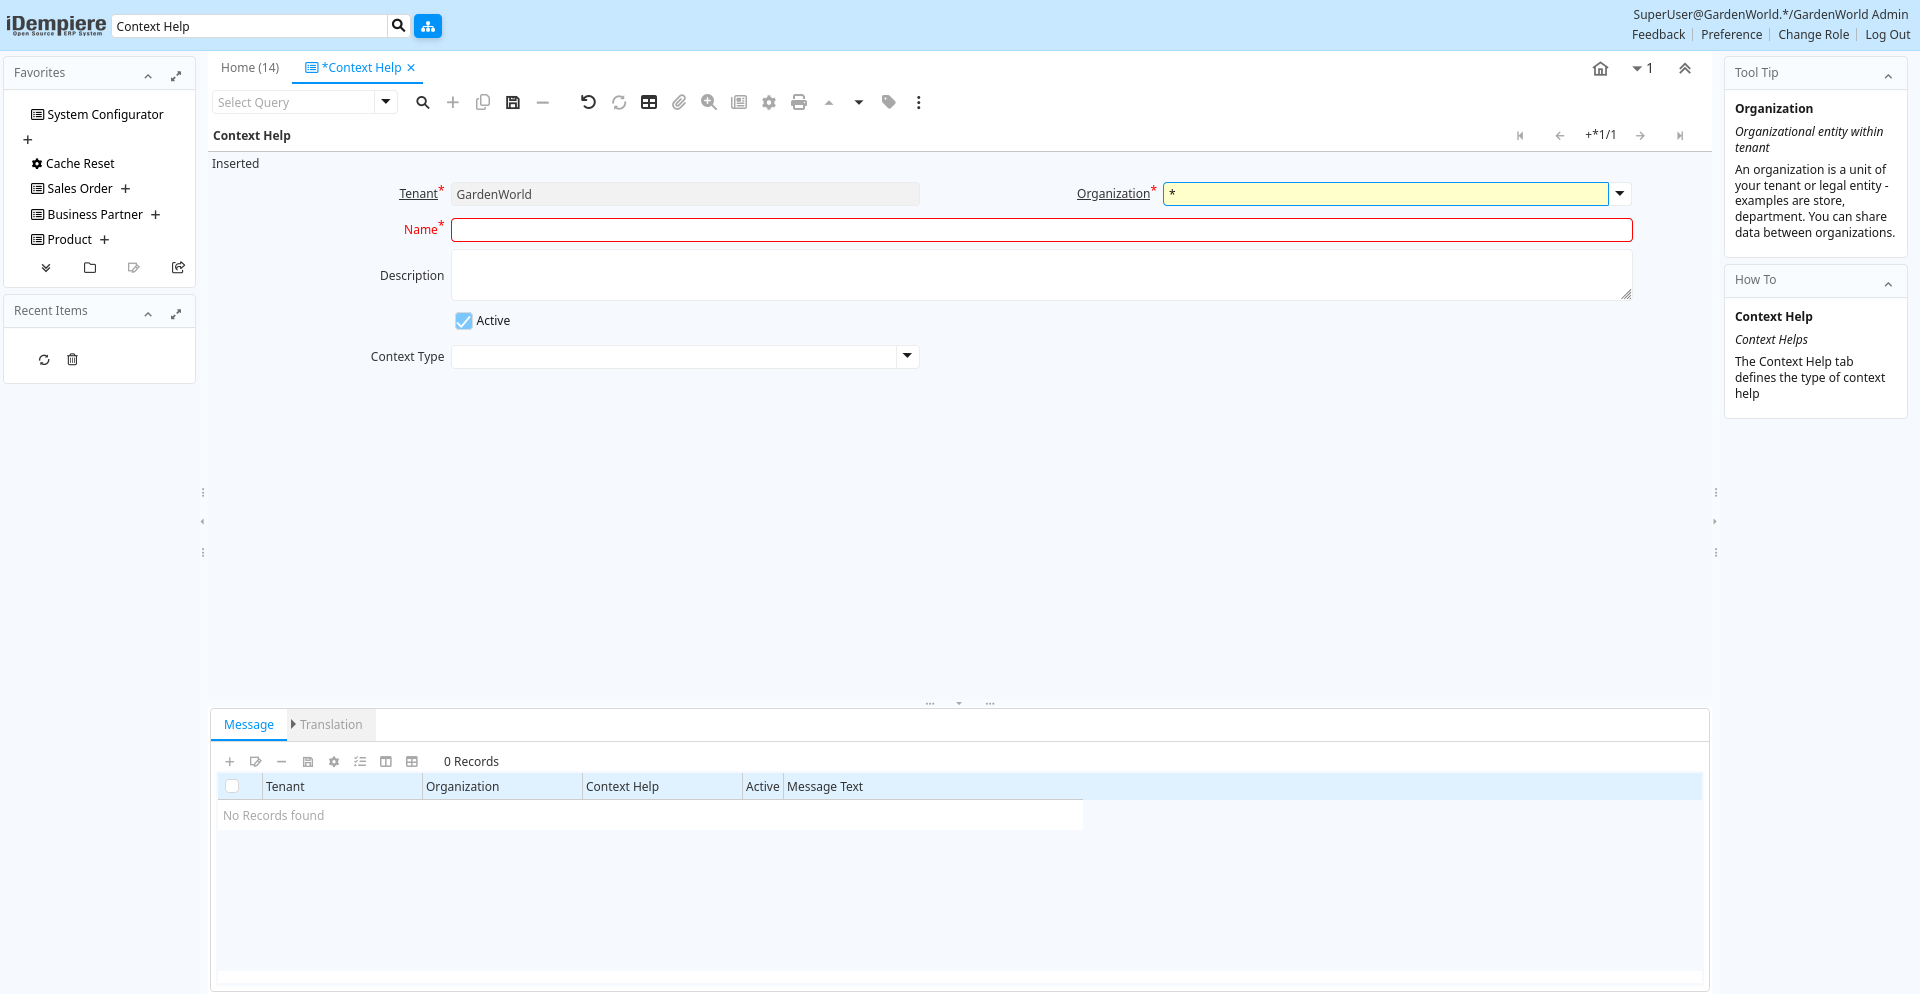 iDempiere
Open Source ERP System
Context Help
SuperUser@GardenWorld.*/GardenWorld Admin
Feedback
Preference
Change Role
Log Out
Favorites
System Configurator
Cache Reset
Sales Order
Business Partner
Product
Recent Items
Home (14)
*Context Help
1
Select Query
Context Help
+*1/1
Inserted
Tenant*
GardenWorld
Organization*
*
Name*
Description
Active
Context Type
Message
Translation
0 Records
Tenant
Organization
Context Help
Active
Message Text
No Records found
Tool Tip
Organization
Organizational entity within
tenant
An organization is a unit of
your tenant or legal entity -
examples are store,
department. You can share
data between organizations.
How To
Context Help
Context Helps
The Context Help tab
defines the type of context
help